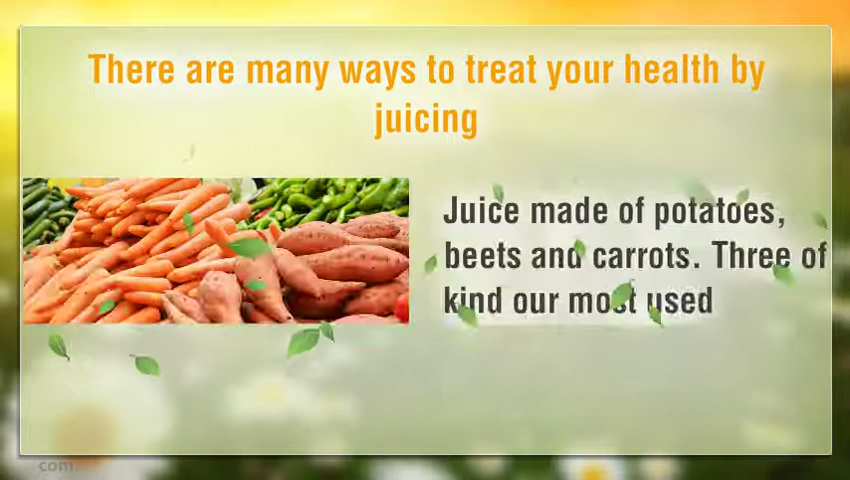 There are many ways to treat your health by
juicing
Juice made of potatoes,
beets and carrots. Three of
kind our most used
com